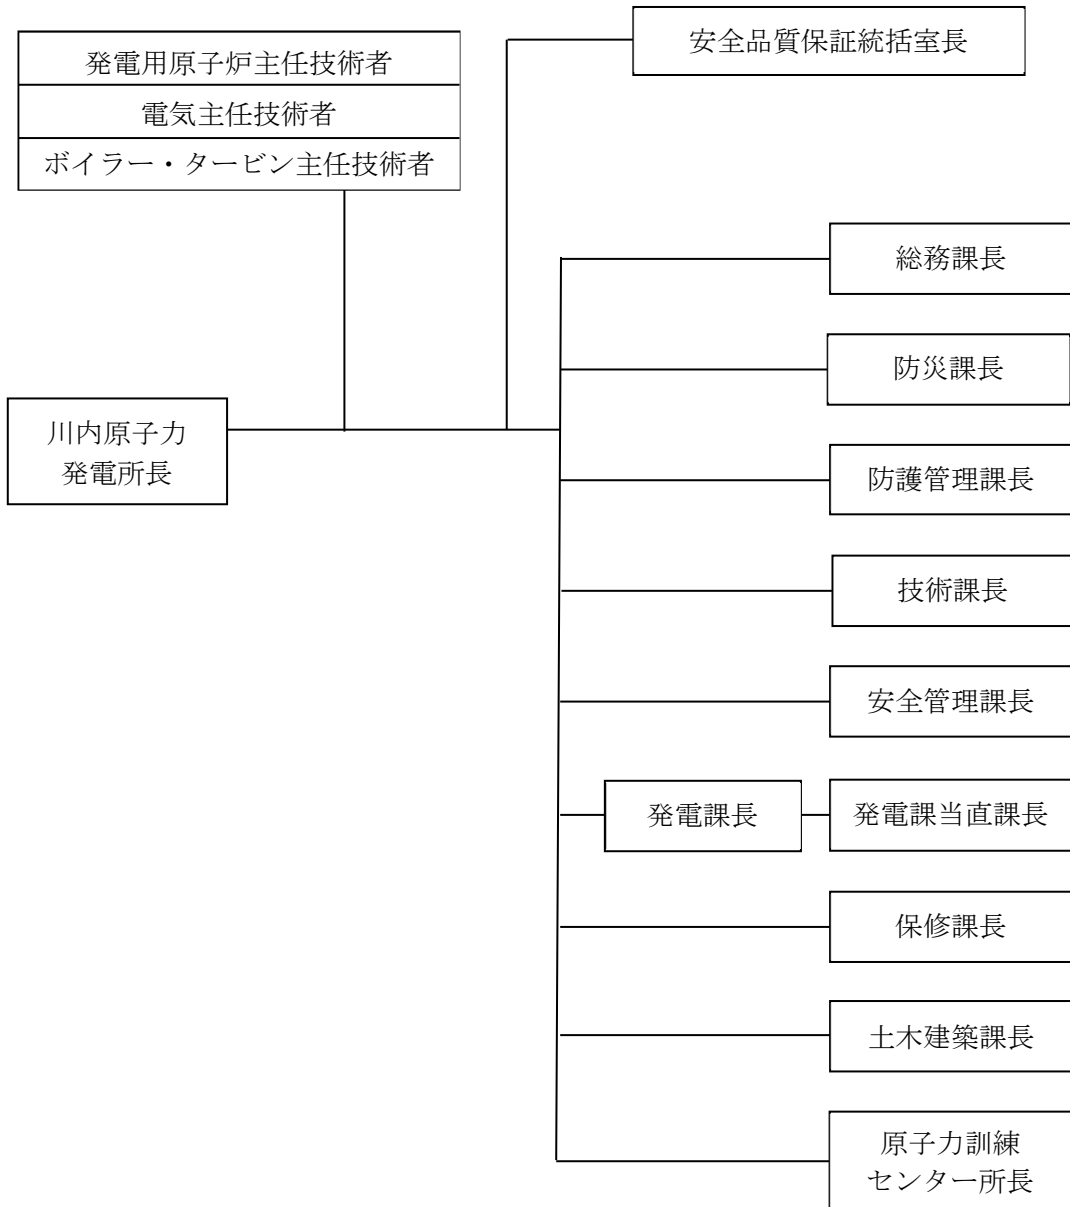 発電用原子炉主任技術者
電気主任技術者
ボイラー・タービン主任技術者
安全品質保証統括室長
川内原子力
発電所長
総務課長
防災課長
防護管理課長
技術課長
安全管理課長
発電課長
発電課当直課長
保修課長
土木建築課長
原子力訓練
センター所長